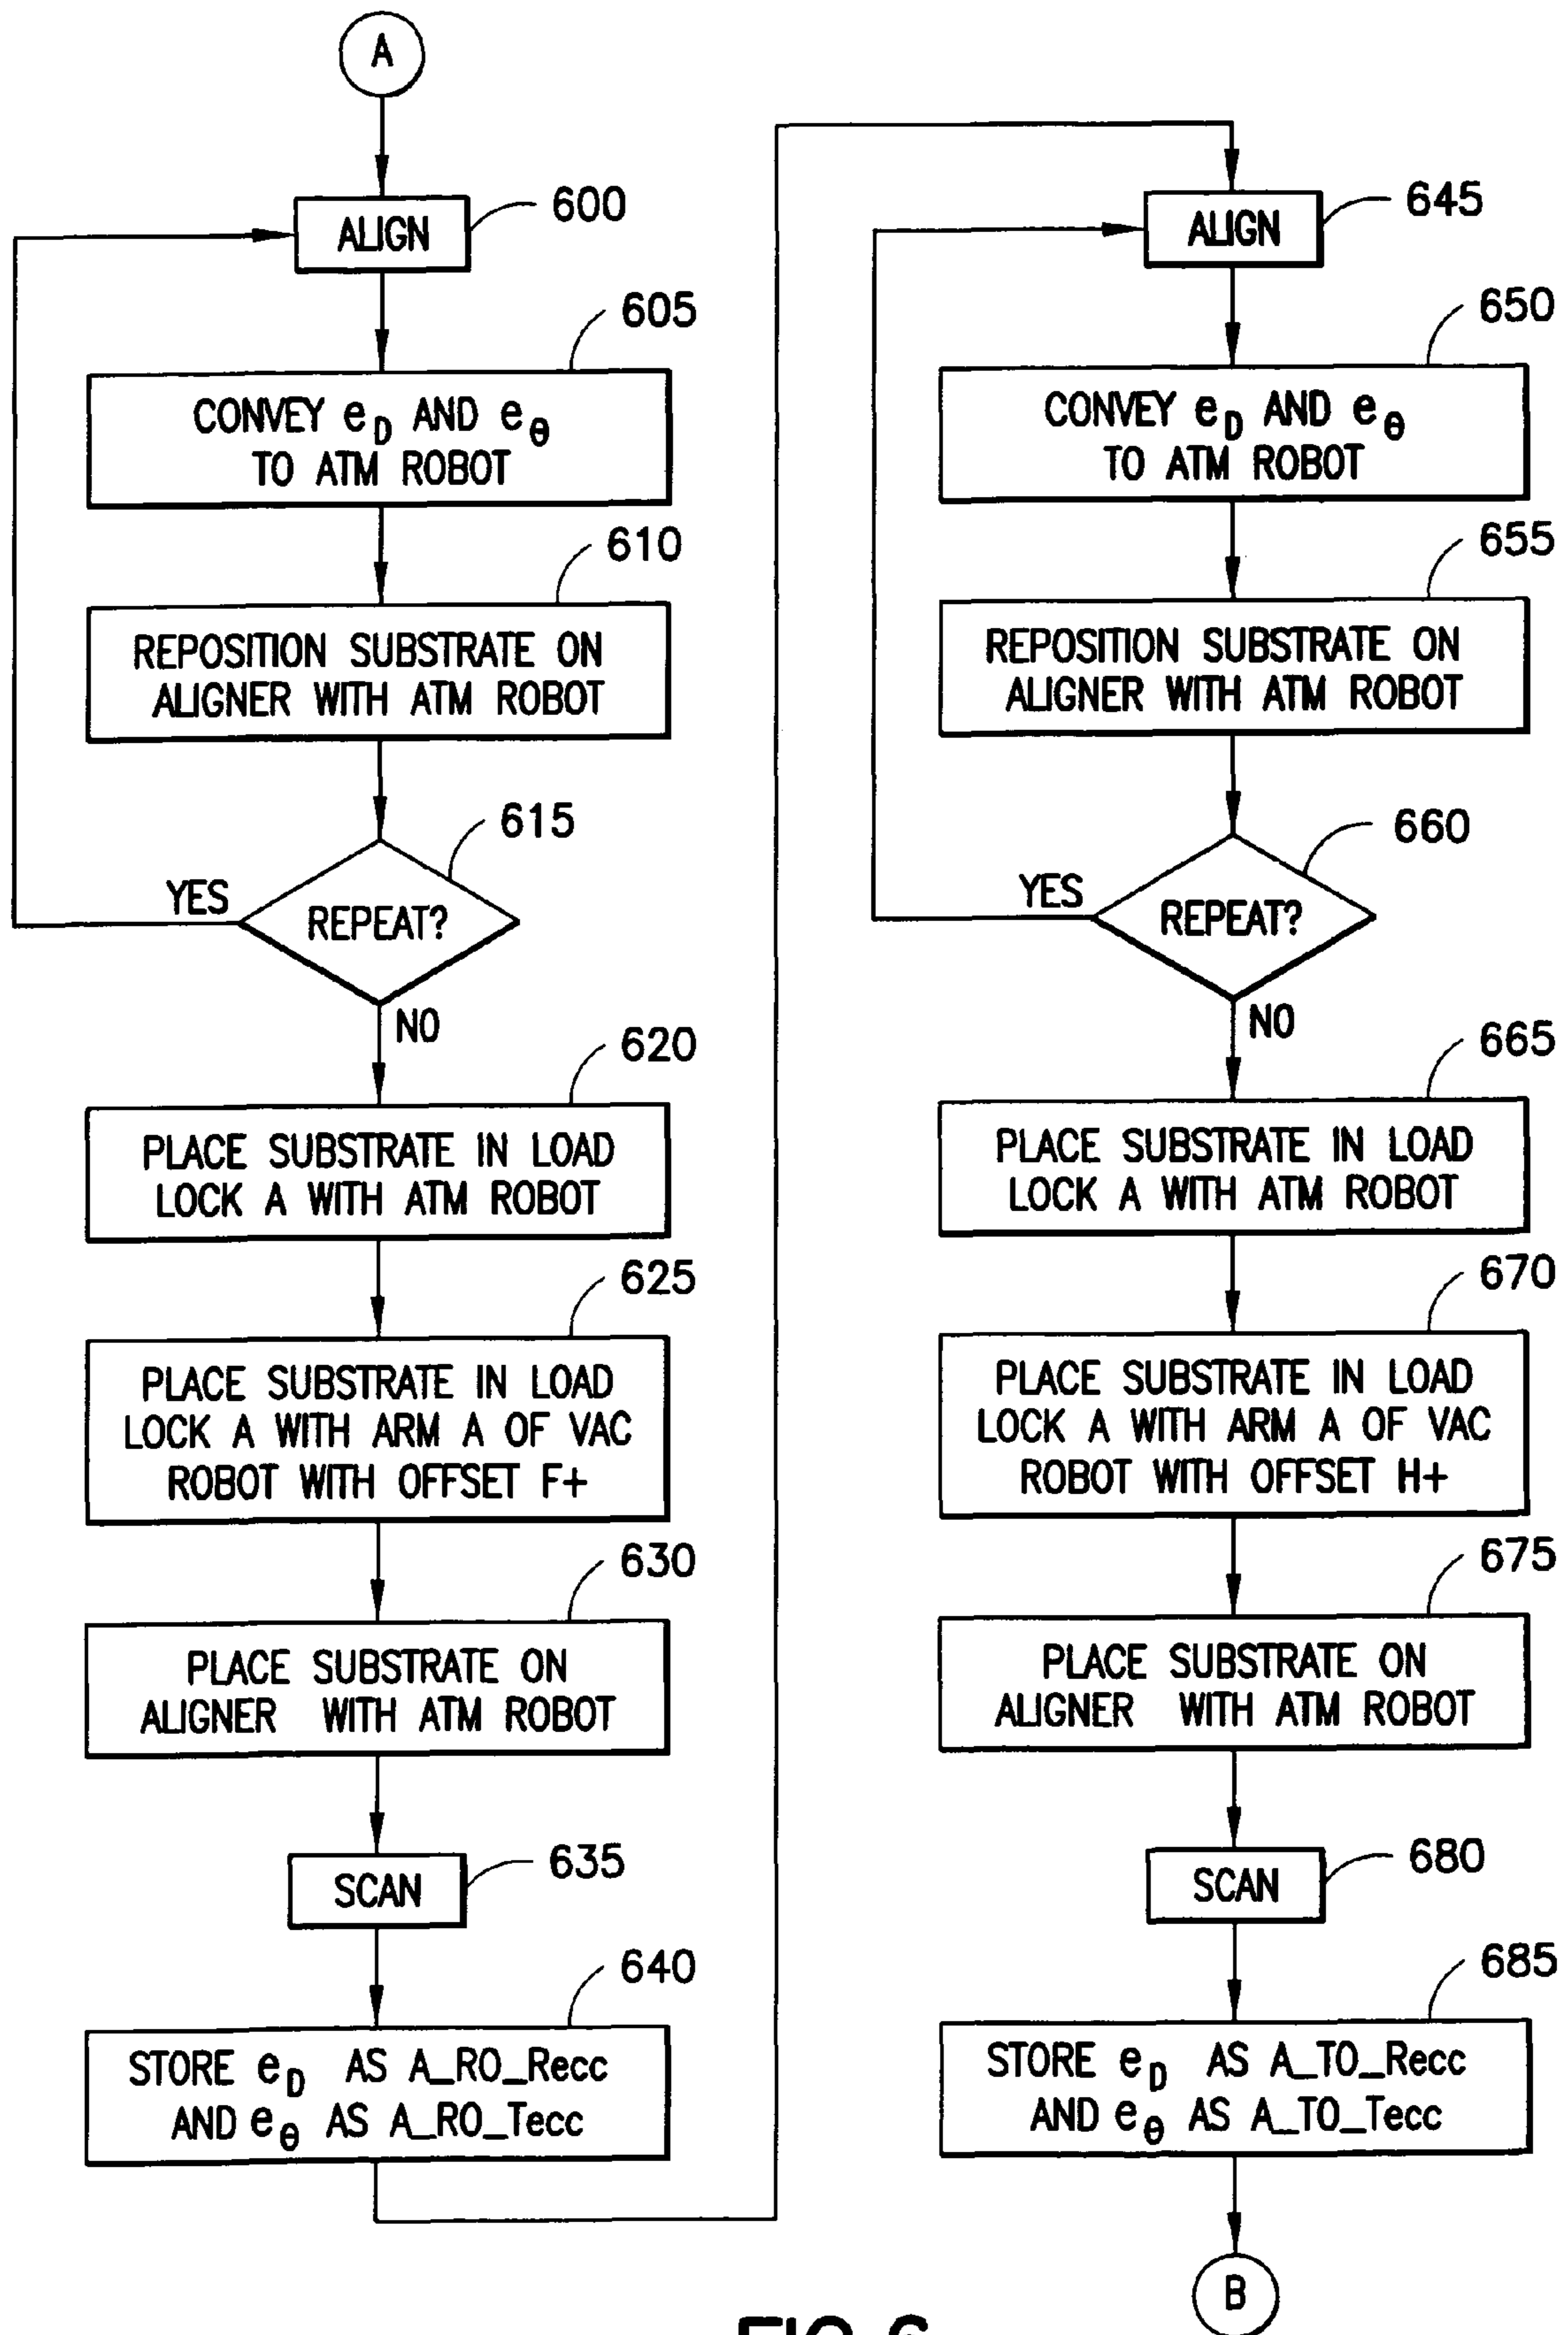 A
ALIGN
600
605
CONVEY eD AND eθ
TO ATM ROBOT
610
REPOSITION SUBSTRATE ON
ALIGNER WITH ATM ROBOT
615
YES
REPEAT?
NO
620
PLACE SUBSTRATE IN LOAD
LOCK A WITH ATM ROBOT
625
PLACE SUBSTRATE IN LOAD
LOCK A WITH ARM A OF VAC
ROBOT WITH OFFSET F+
630
PLACE SUBSTRATE ON
ALIGNER WITH ATM ROBOT
635
SCAN
640
STORE eD AS A_RO_Recc
AND eθ AS A_RO_Tecc
ALIGN
645
650
CONVEY eD AND eθ
TO ATM ROBOT
655
REPOSITION SUBSTRATE ON
ALIGNER WITH ATM ROBOT
660
YES
REPEAT?
NO
665
PLACE SUBSTRATE IN LOAD
LOCK A WITH ATM ROBOT
670
PLACE SUBSTRATE IN LOAD
LOCK A WITH ARM A OF VAC
ROBOT WITH OFFSET H+
675
PLACE SUBSTRATE ON
ALIGNER WITH ATM ROBOT
680
SCAN
685
STORE eD AS A_TO_Recc
AND eθ AS A_TO_Tecc
B